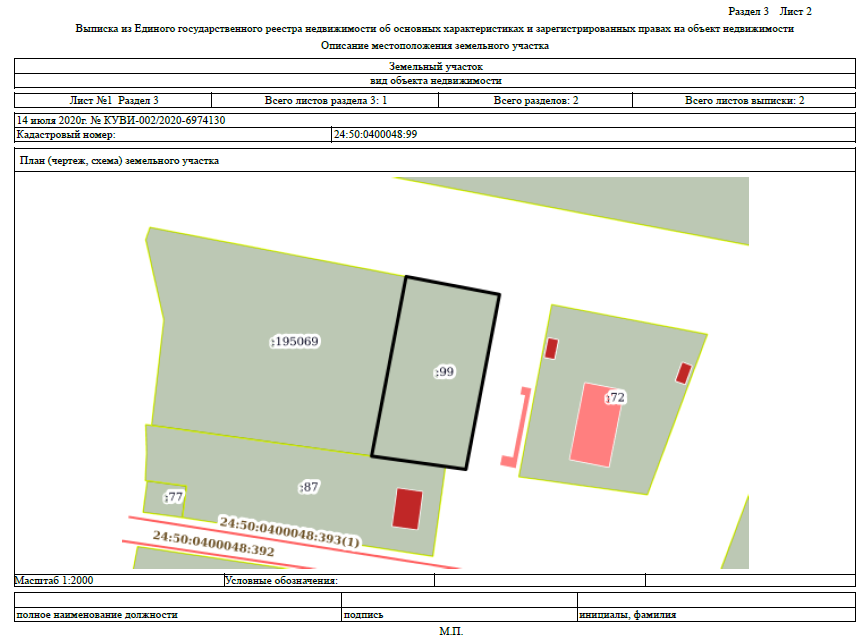 Раздел 3 Лист 2
Выписка из Единого государственного реестра недвижимости об основных характеристиках и зарегистрированных правах на объект недвижимости
Описание местоположения земельного участка
Земельный участок
вид объекта недвижимости
Лист №1 Раздел 3 Всего листов раздела 3: 1 Всего разделов: 2 Всего листов выписки: 2
14 июля 2020г. № КУВИ-002/2020-6974130
Кадастровый номер: 24:50:0400048:99
План (чертеж, схема) земельного участка
:195069
:99
:72
:87
:77
24:50:0400048:393(1)
24:50:0400048:392
Масштаб 1:2000 Условные обозначения:
полное наименование должности подпись инициалы, фамилия
М.П.